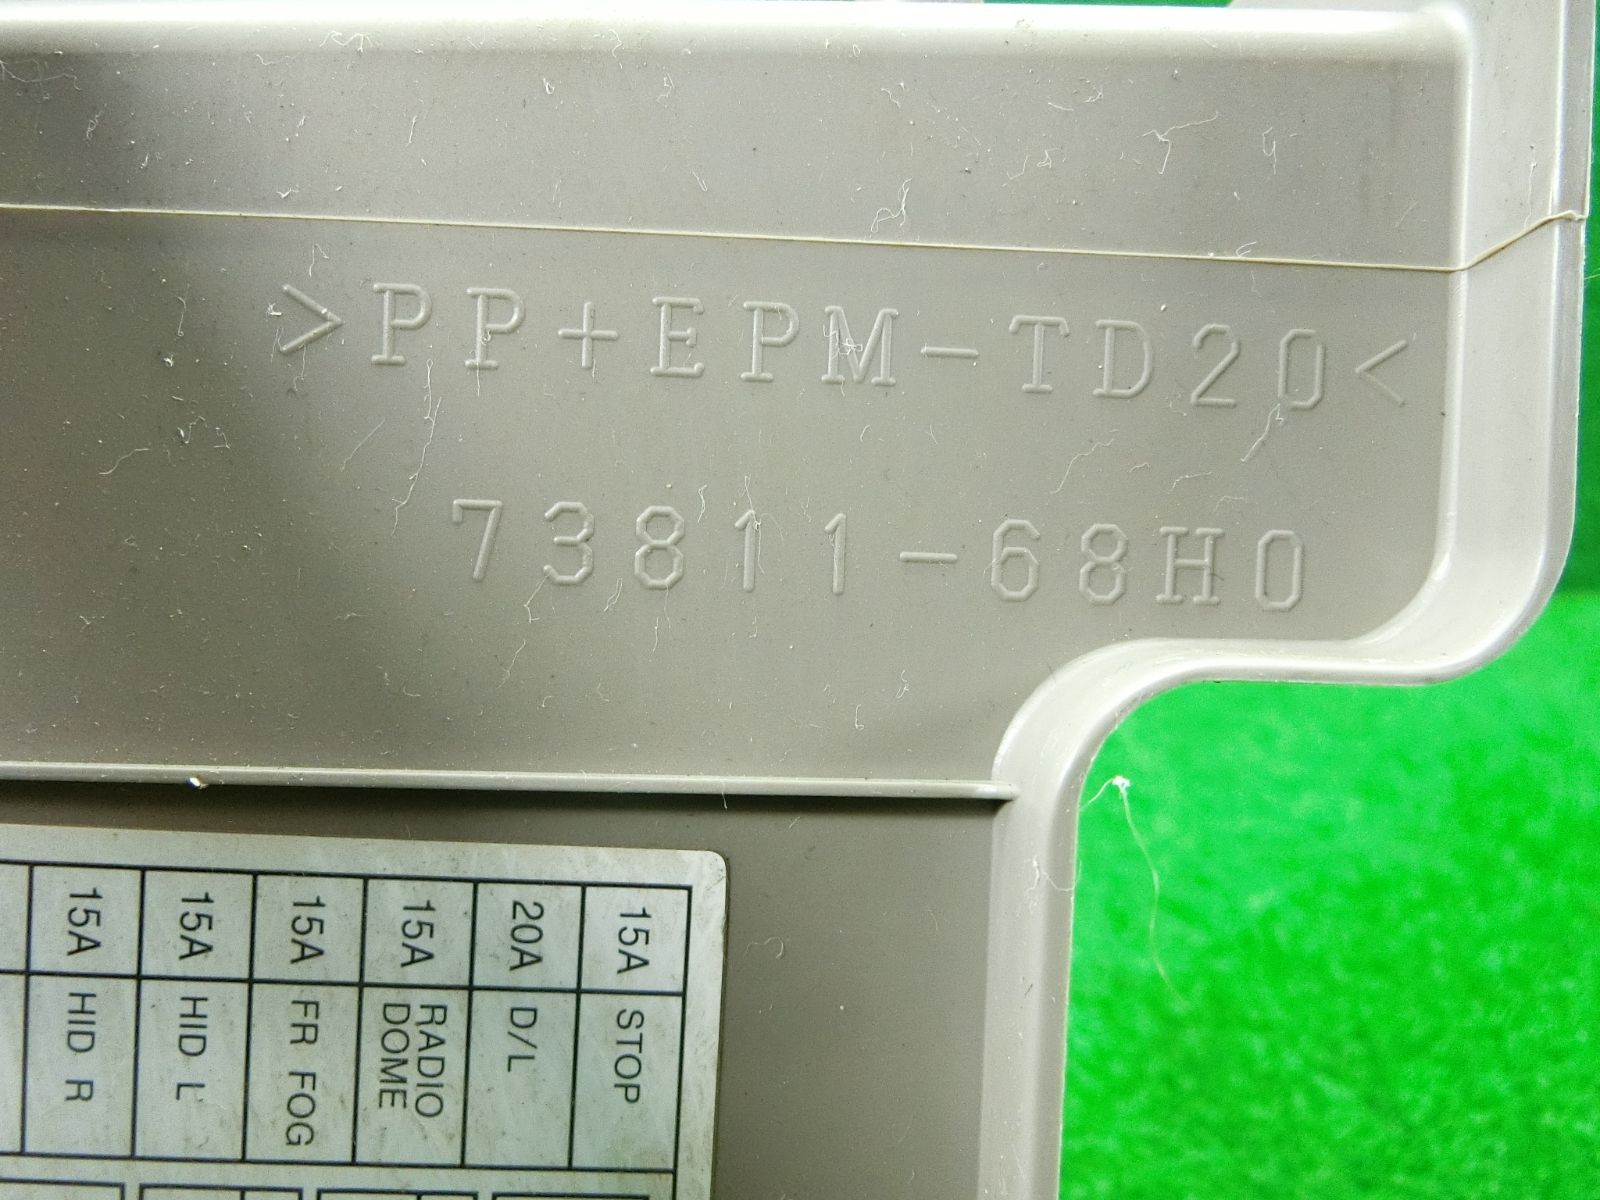 >PP+EPM-TD20<
73811-68H0
15A STOP
20A D/L
15A RADIO
DOME
15A FR FOG
15A HID L
15A HID R